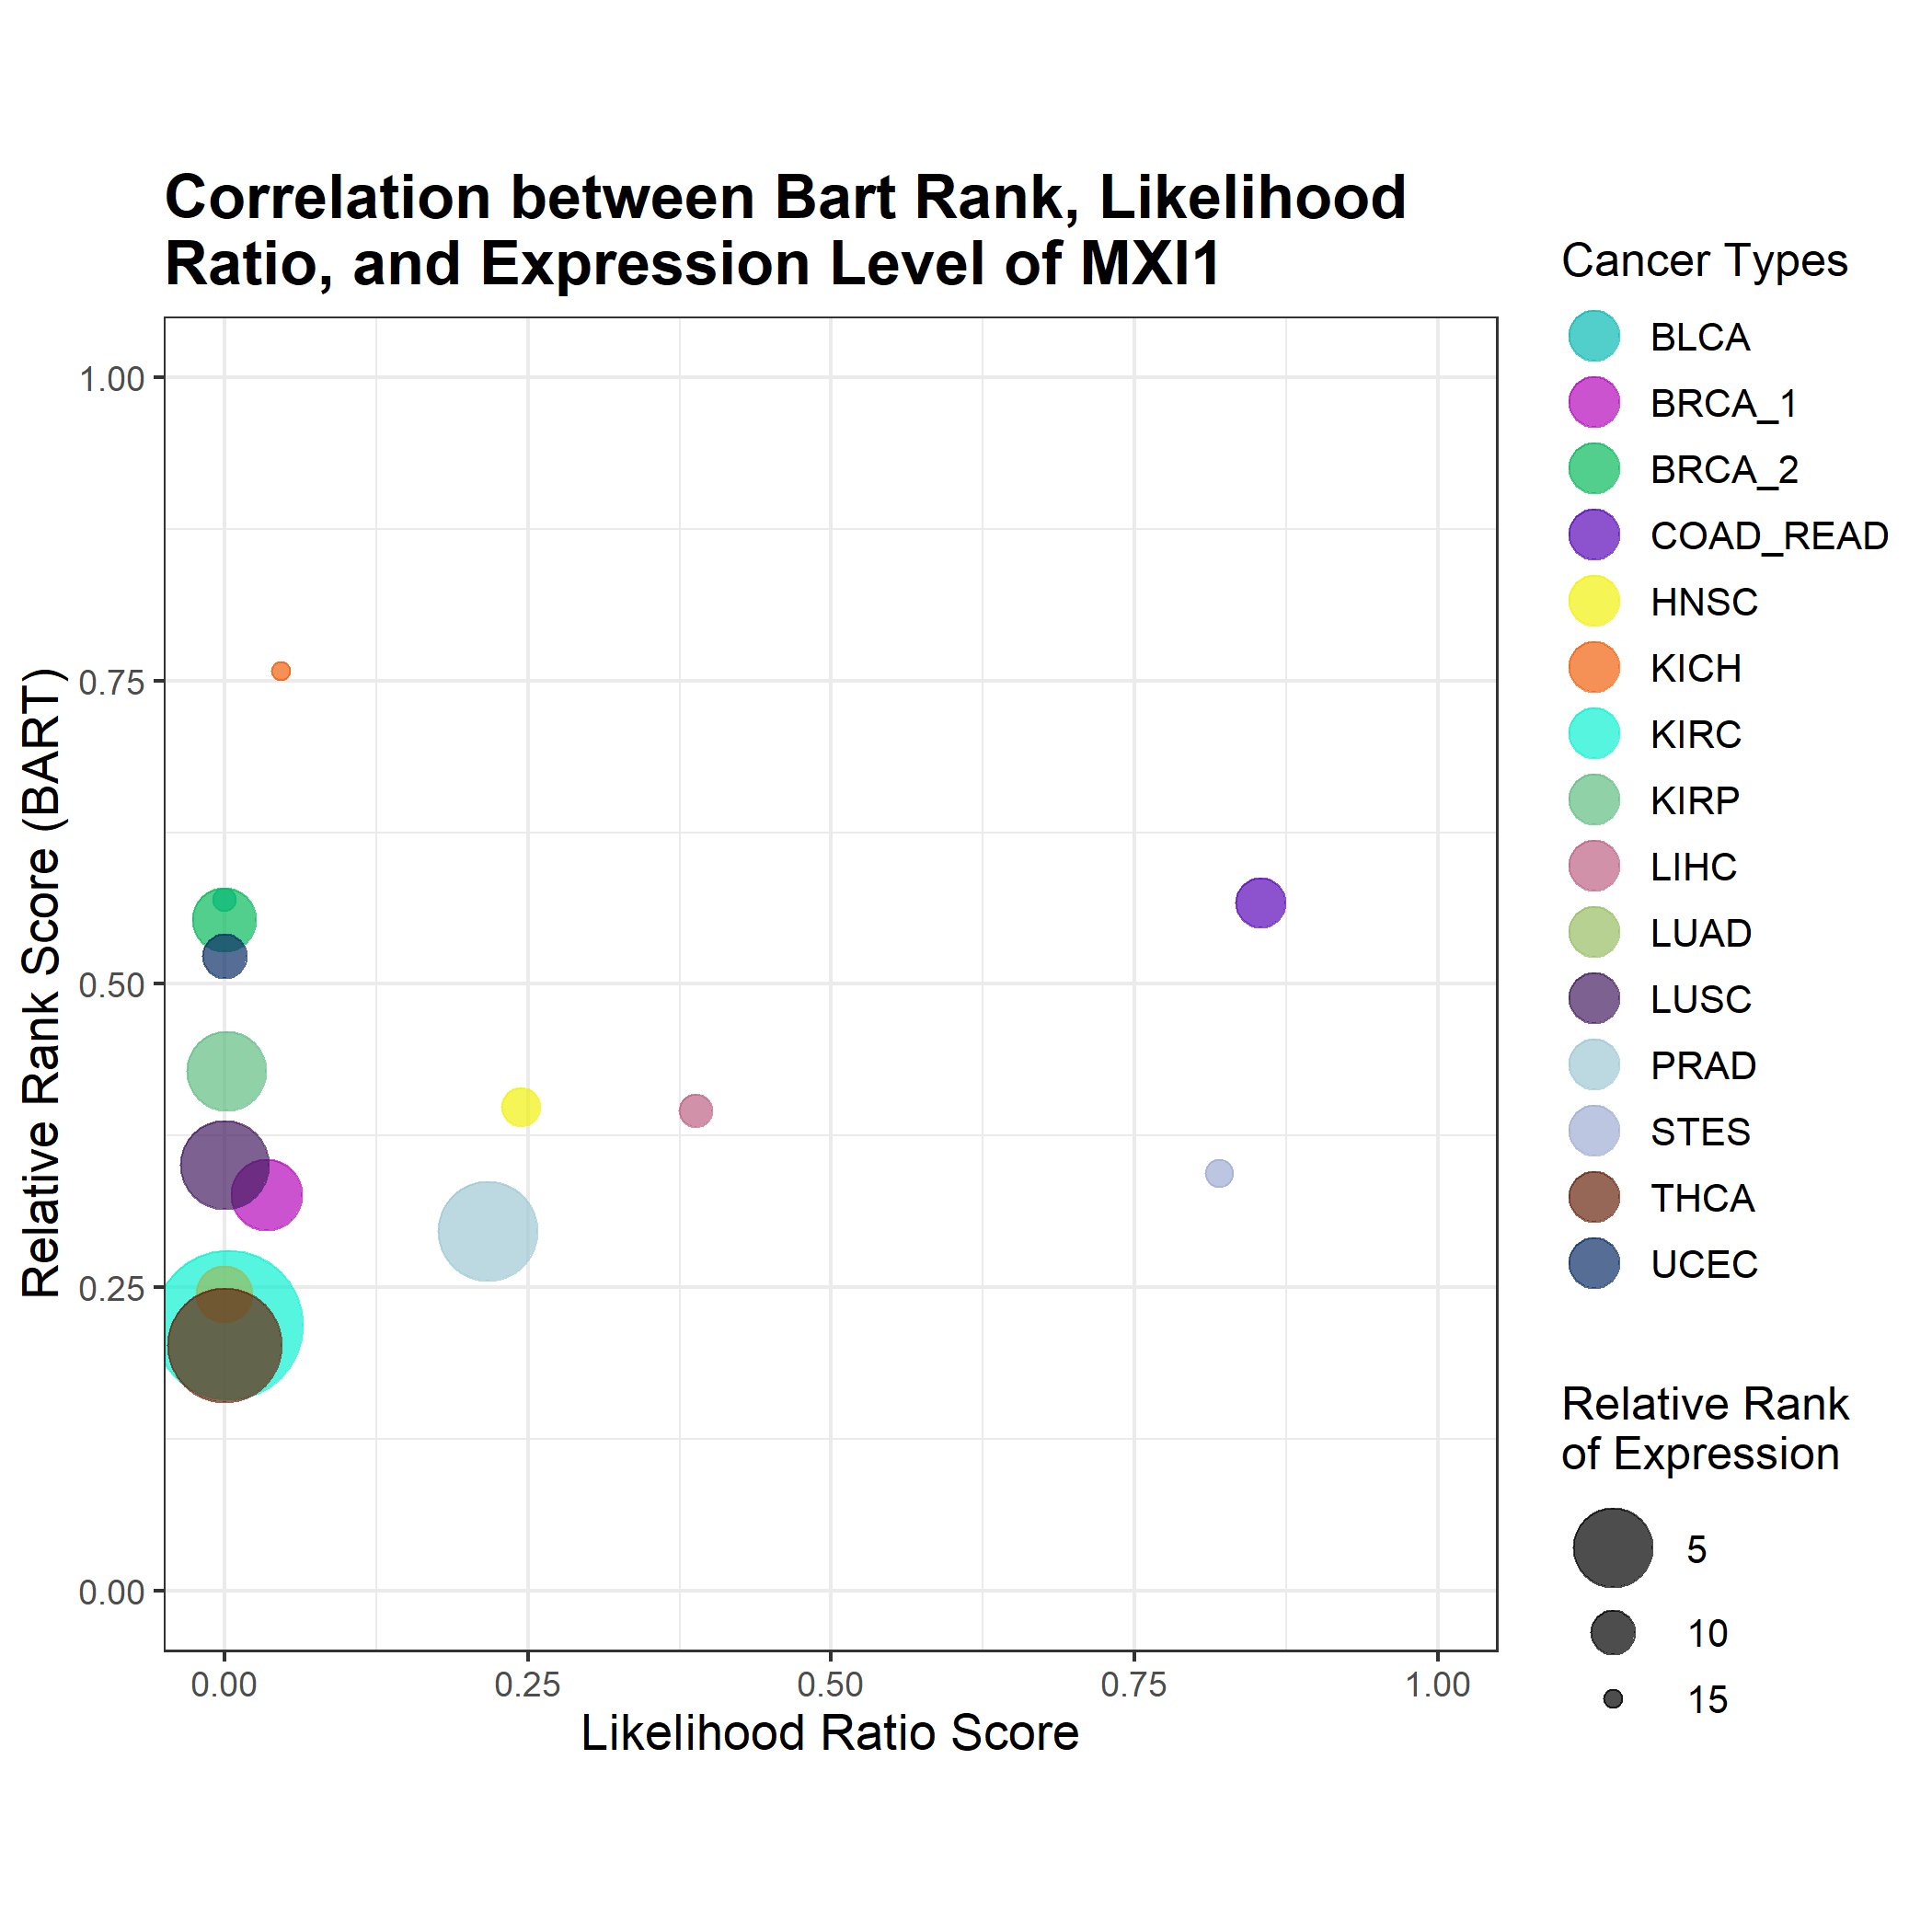 Correlation between Bart Rank, Likelihood
Ratio, and Expression Level of MXI1
Relative Rank Score (BART)
1.00
0.75
0.50
0.25
0.00
0.00 0.25 0.50 0.75 1.00
Likelihood Ratio Score
Cancer Types
BLCA
BRCA_1
BRCA_2
COAD_READ
HNSC
KICH
KIRC
KIRP
LIHC
LUAD
LUSC
PRAD
STES
THCA
UCEC
Relative Rank
of Expression
5
10
15